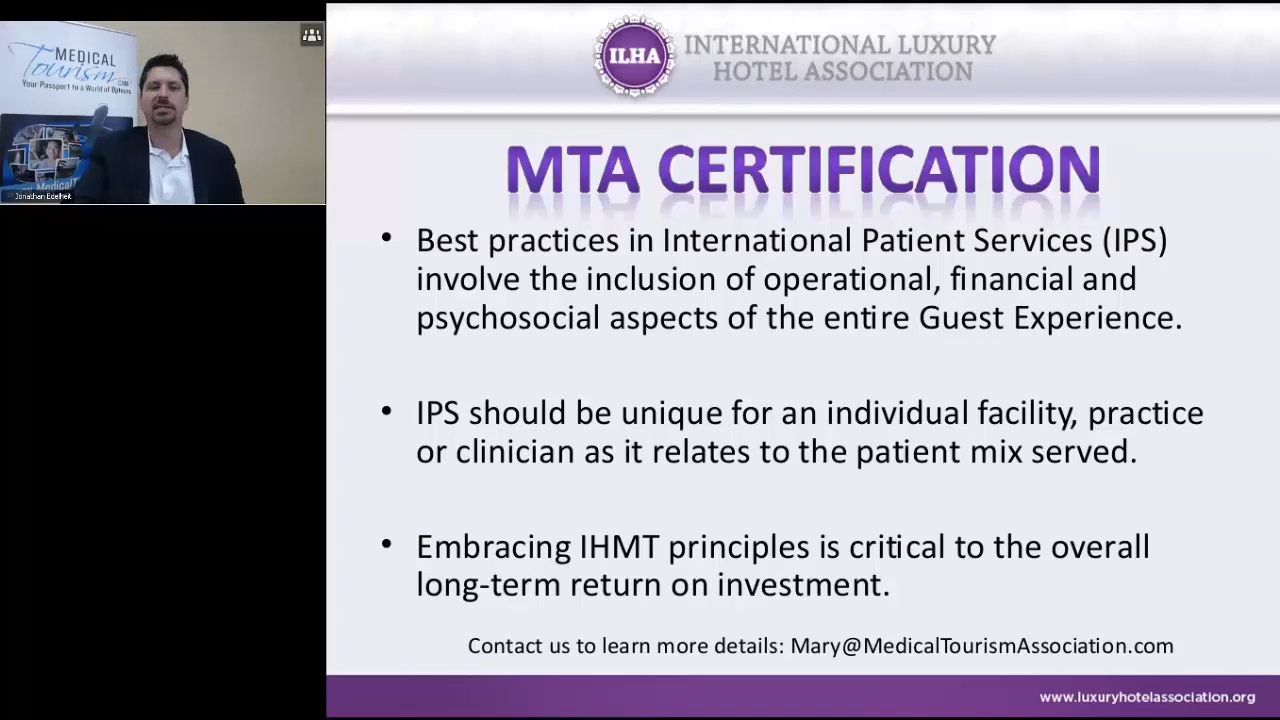 MEDICAL
Tourism.COM
Your Passport to a World of Options
Jonathan Edelheit
ILHA
INTERNATIONAL LUXURY
HOTEL ASSOCIATION
MTA CERTIFICATION
• Best practices in International Patient Services (IPS)
involve the inclusion of operational, financial and
psychosocial aspects of the entire Guest Experience.
• IPS should be unique for an individual facility, practice
or clinician as it relates to the patient mix served.
• Embracing IHMT principles is critical to the overall
long-term return on investment.
Contact us to learn more details: Mary@MedicalTourismAssociation.com
www.luxuryhotelassociation.org